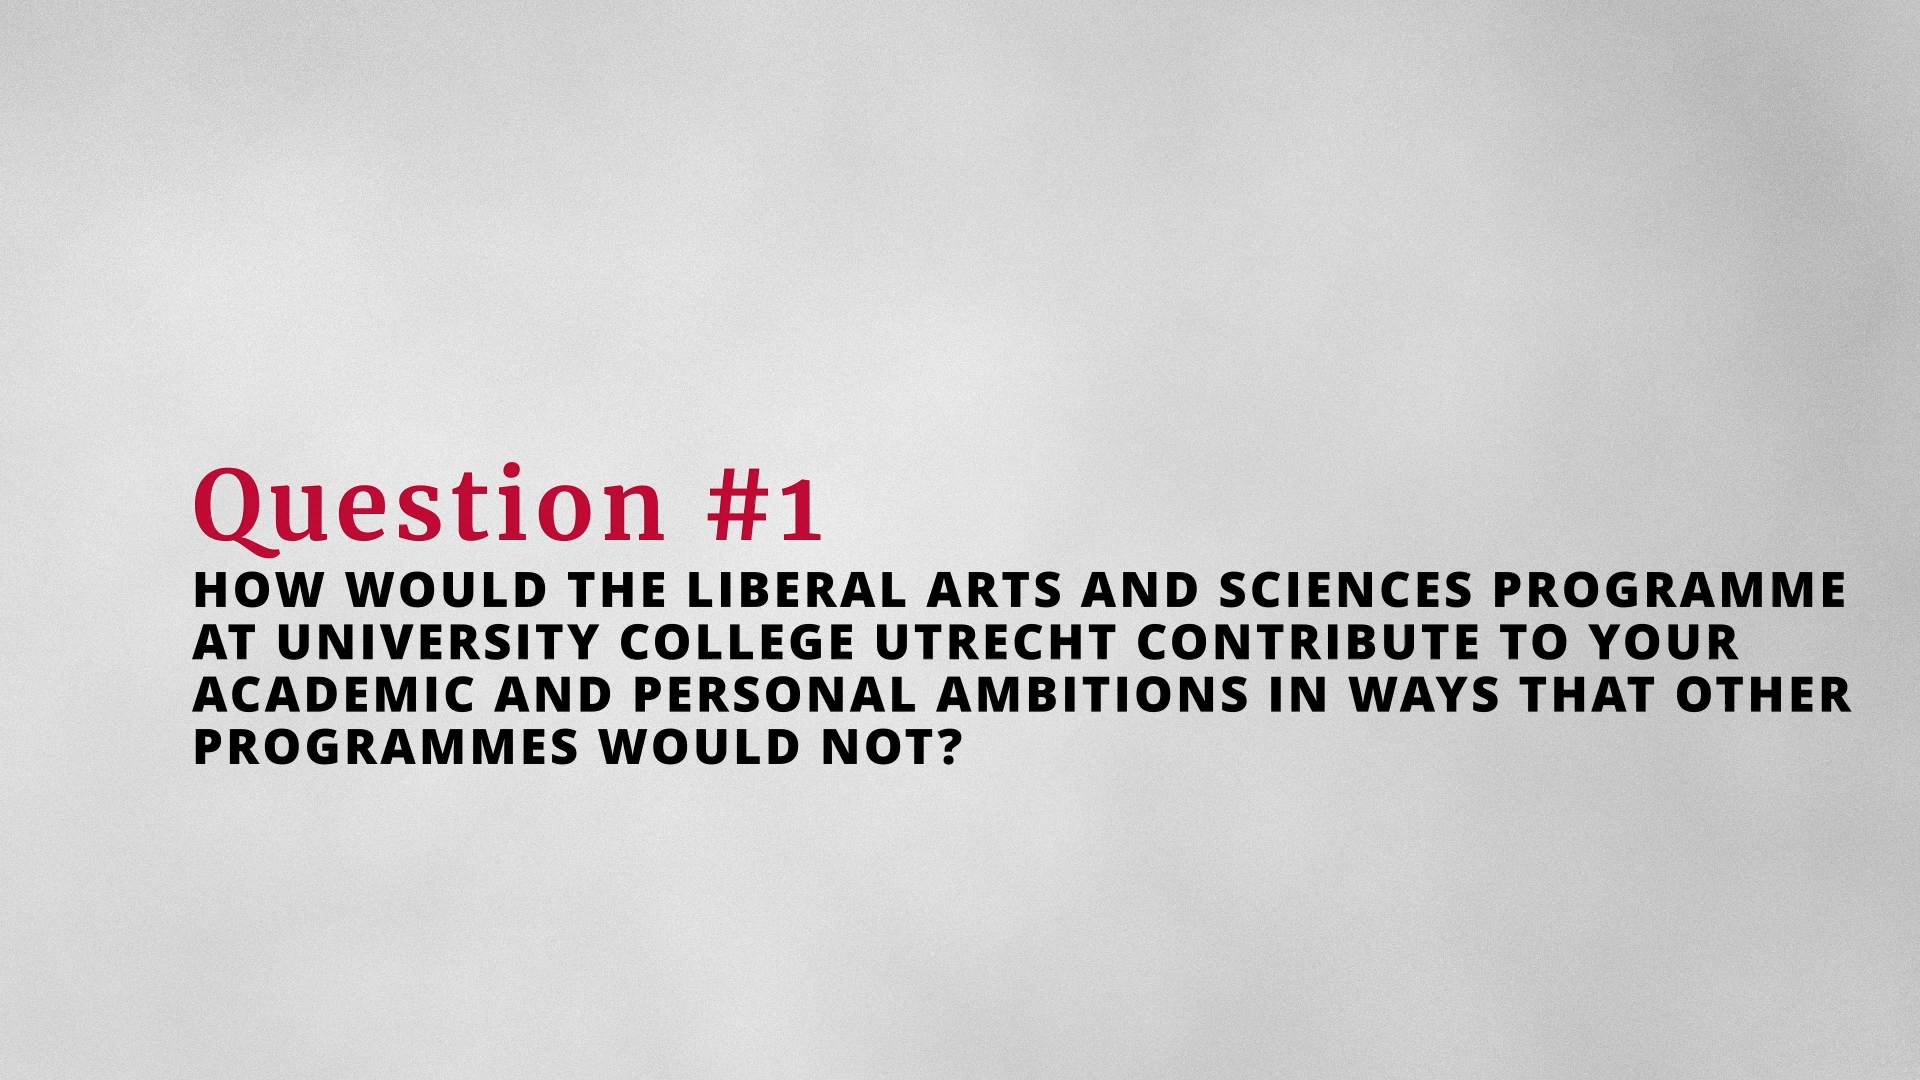 Question #1
HOW WOULD THE LIBERAL ARTS AND SCIENCES PROGRAMME
AT UNIVERSITY COLLEGE UTRECHT CONTRIBUTE TO YOUR
ACADEMIC AND PERSONAL AMBITIONS IN WAYS THAT OTHER
PROGRAMMES WOULD NOT?